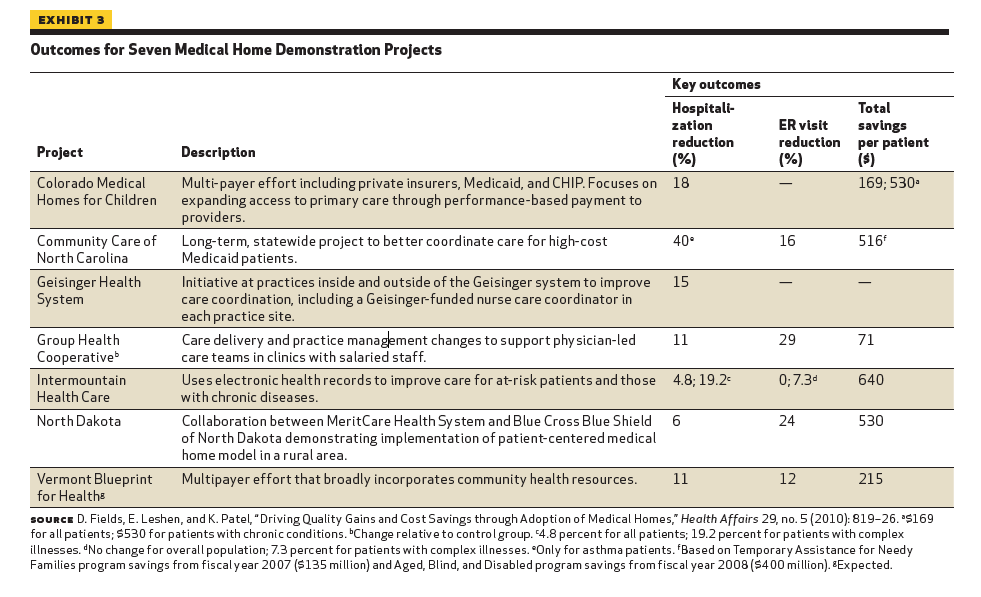 EXHIBIT 3
Outcomes for Seven Medical Home Demonstration Projects
Key outcomes
Project
Description
Hospitali-
zation
reduction
(%)
ER visit
reduction
(%)
Total
savings
per patient
($)
Colorado Medical
Homes for Children
Multi-payer effort including private insurers, Medicaid, and CHIP. Focuses on
expanding access to primary care through performance-based payment to
providers.
18
—
169; 530ᵃ
Community Care of
North Carolina
Long-term, statewide project to better coordinate care for high-cost
Medicaid patients.
40ᵉ
16
516ᶠ
Geisinger Health
System
Initiative at practices inside and outside of the Geisinger system to improve
care coordination, including a Geisinger-funded nurse care coordinator in
each practice site.
15
—
—
Group Health
Cooperativeᵇ
Care delivery and practice management changes to support physician-led
care teams in clinics with salaried staff.
11
29
71
Intermountain
Health Care
Uses electronic health records to improve care for at-risk patients and those
with chronic diseases.
4.8; 19.2ᶜ
0; 7.3ᵈ
640
North Dakota
Collaboration between MeritCare Health System and Blue Cross Blue Shield
of North Dakota demonstrating implementation of patient-centered medical
home model in a rural area.
6
24
530
Vermont Blueprint
for Healthᵍ
Multipayer effort that broadly incorporates community health resources.
11
12
215
SOURCE D. Fields, E. Leshen, and K. Patel, “Driving Quality Gains and Cost Savings through Adoption of Medical Homes,” Health Affairs 29, no. 5 (2010): 819–26. ᵃ$169
for all patients; $530 for patients with chronic conditions. ᵇChange relative to control group. ᶜ4.8 percent for all patients; 19.2 percent for patients with complex
illnesses. ᵈNo change for overall population; 7.3 percent for patients with complex illnesses. ᵉOnly for asthma patients. ᶠBased on Temporary Assistance for Needy
Families program savings from fiscal year 2007 ($135 million) and Aged, Blind, and Disabled program savings from fiscal year 2008 ($400 million). ᵍExpected.